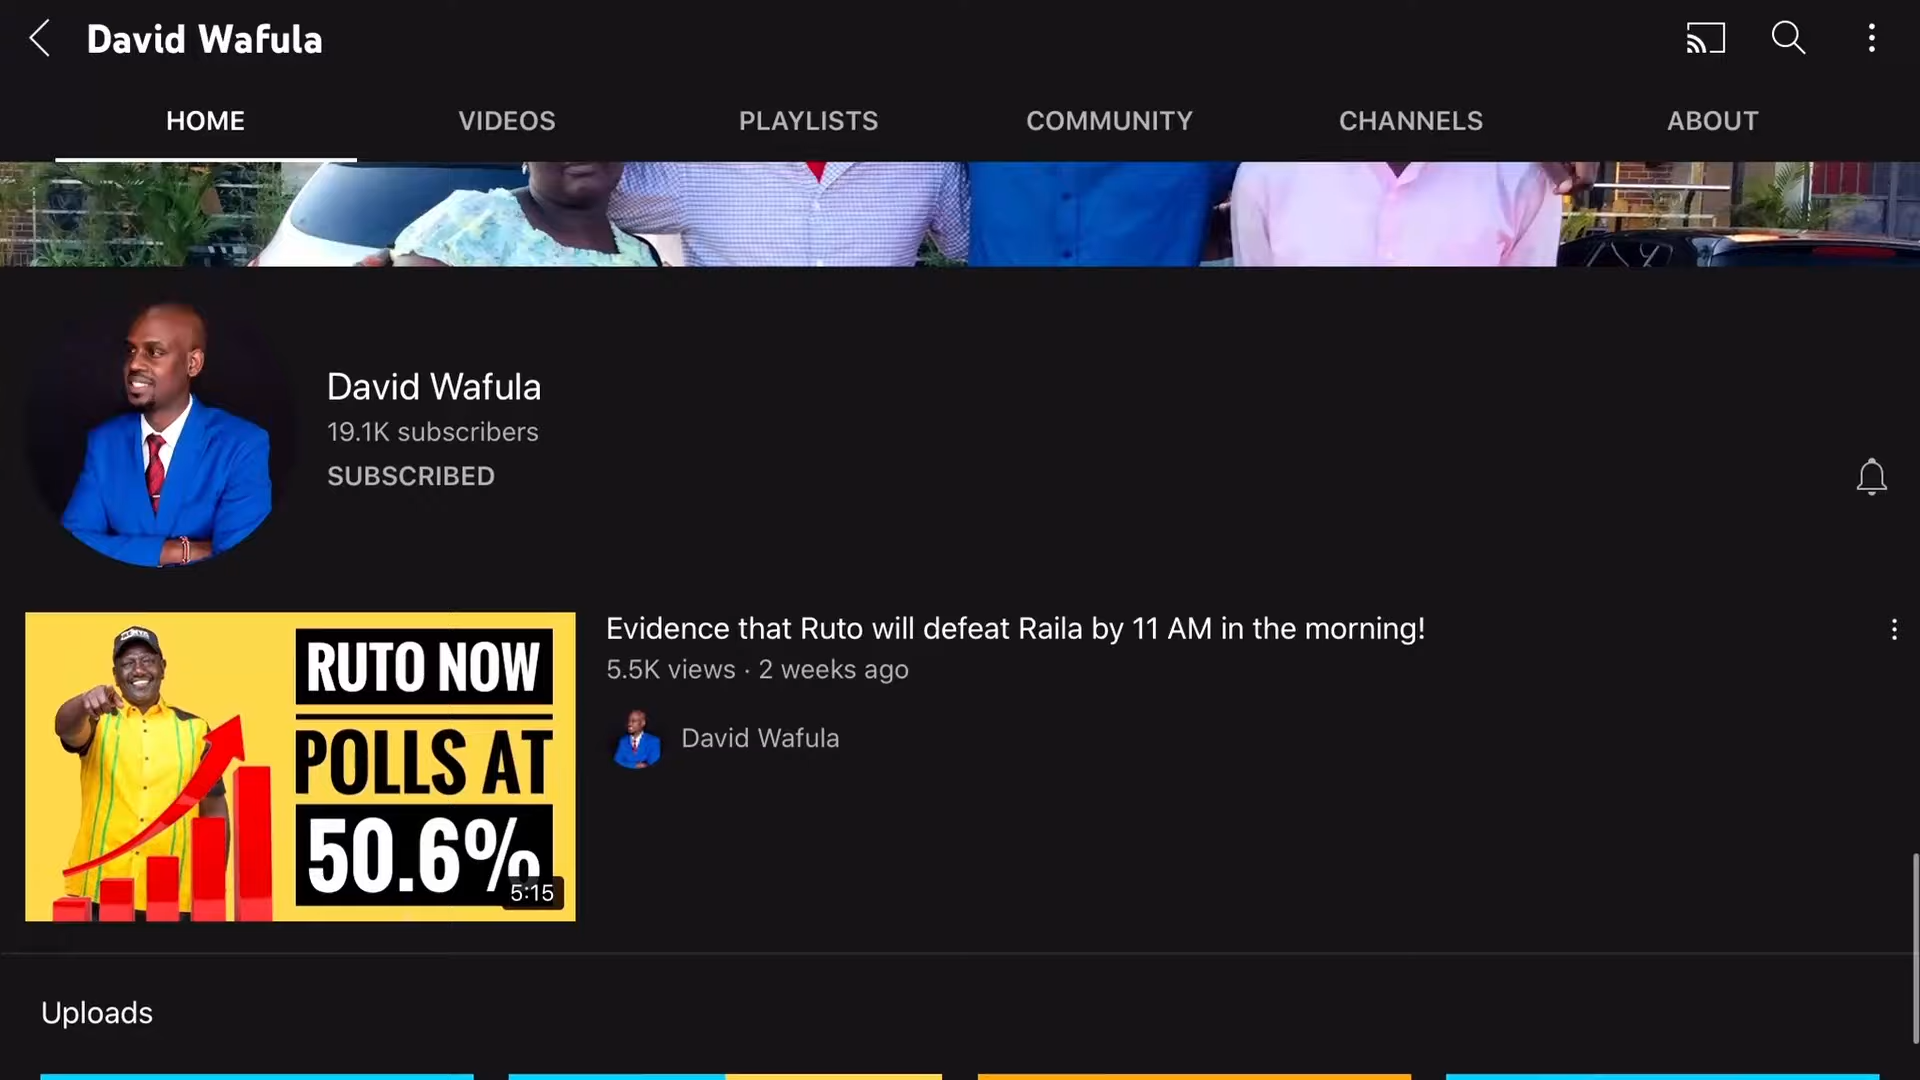 David Wafula
HOME
VIDEOS
PLAYLISTS
COMMUNITY
CHANNELS
ABOUT
David Wafula
19.1K subscribers
SUBSCRIBED
RUTO NOW
POLLS AT
50.6%
5:15
Evidence that Ruto will defeat Raila by 11 AM in the morning!
5.5K views · 2 weeks ago
David Wafula
Uploads